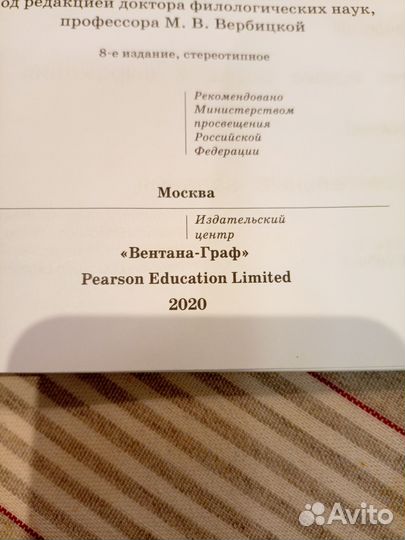 од редакцией доктора филологических наук,
профессора М. В. Вербицкой
8-е издание, стереотипное
Рекомендовано
Министерством
просвещения
Российской
Федерации
Москва
Издательский
центр
«Вентана-Граф»
Pearson Education Limited
2020
Avito